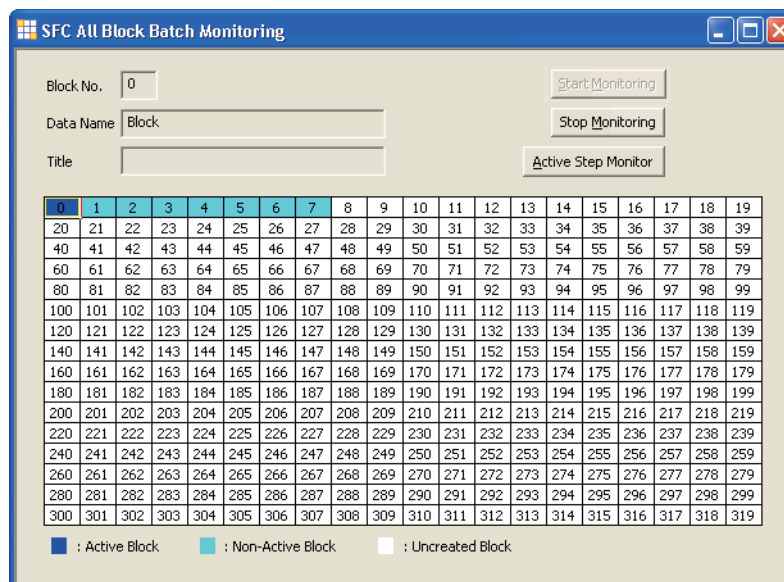 SFC All Block Batch Monitoring
Block No. 0 Start Monitoring
Data Name Block Stop Monitoring
Title Active Step Monitor
0 1 2 3 4 5 6 7 8 9 10 11 12 13 14 15 16 17 18 19
20 21 22 23 24 25 26 27 28 29 30 31 32 33 34 35 36 37 38 39
40 41 42 43 44 45 46 47 48 49 50 51 52 53 54 55 56 57 58 59
60 61 62 63 64 65 66 67 68 69 70 71 72 73 74 75 76 77 78 79
80 81 82 83 84 85 86 87 88 89 90 91 92 93 94 95 96 97 98 99
100 101 102 103 104 105 106 107 108 109 110 111 112 113 114 115 116 117 118 119
120 121 122 123 124 125 126 127 128 129 130 131 132 133 134 135 136 137 138 139
140 141 142 143 144 145 146 147 148 149 150 151 152 153 154 155 156 157 158 159
160 161 162 163 164 165 166 167 168 169 170 171 172 173 174 175 176 177 178 179
180 181 182 183 184 185 186 187 188 189 190 191 192 193 194 195 196 197 198 199
200 201 202 203 204 205 206 207 208 209 210 211 212 213 214 215 216 217 218 219
220 221 222 223 224 225 226 227 228 229 230 231 232 233 234 235 236 237 238 239
240 241 242 243 244 245 246 247 248 249 250 251 252 253 254 255 256 257 258 259
260 261 262 263 264 265 266 267 268 269 270 271 272 273 274 275 276 277 278 279
280 281 282 283 284 285 286 287 288 289 290 291 292 293 294 295 296 297 298 299
300 301 302 303 304 305 306 307 308 309 310 311 312 313 314 315 316 317 318 319
: Active Block : Non-Active Block : Uncreated Block